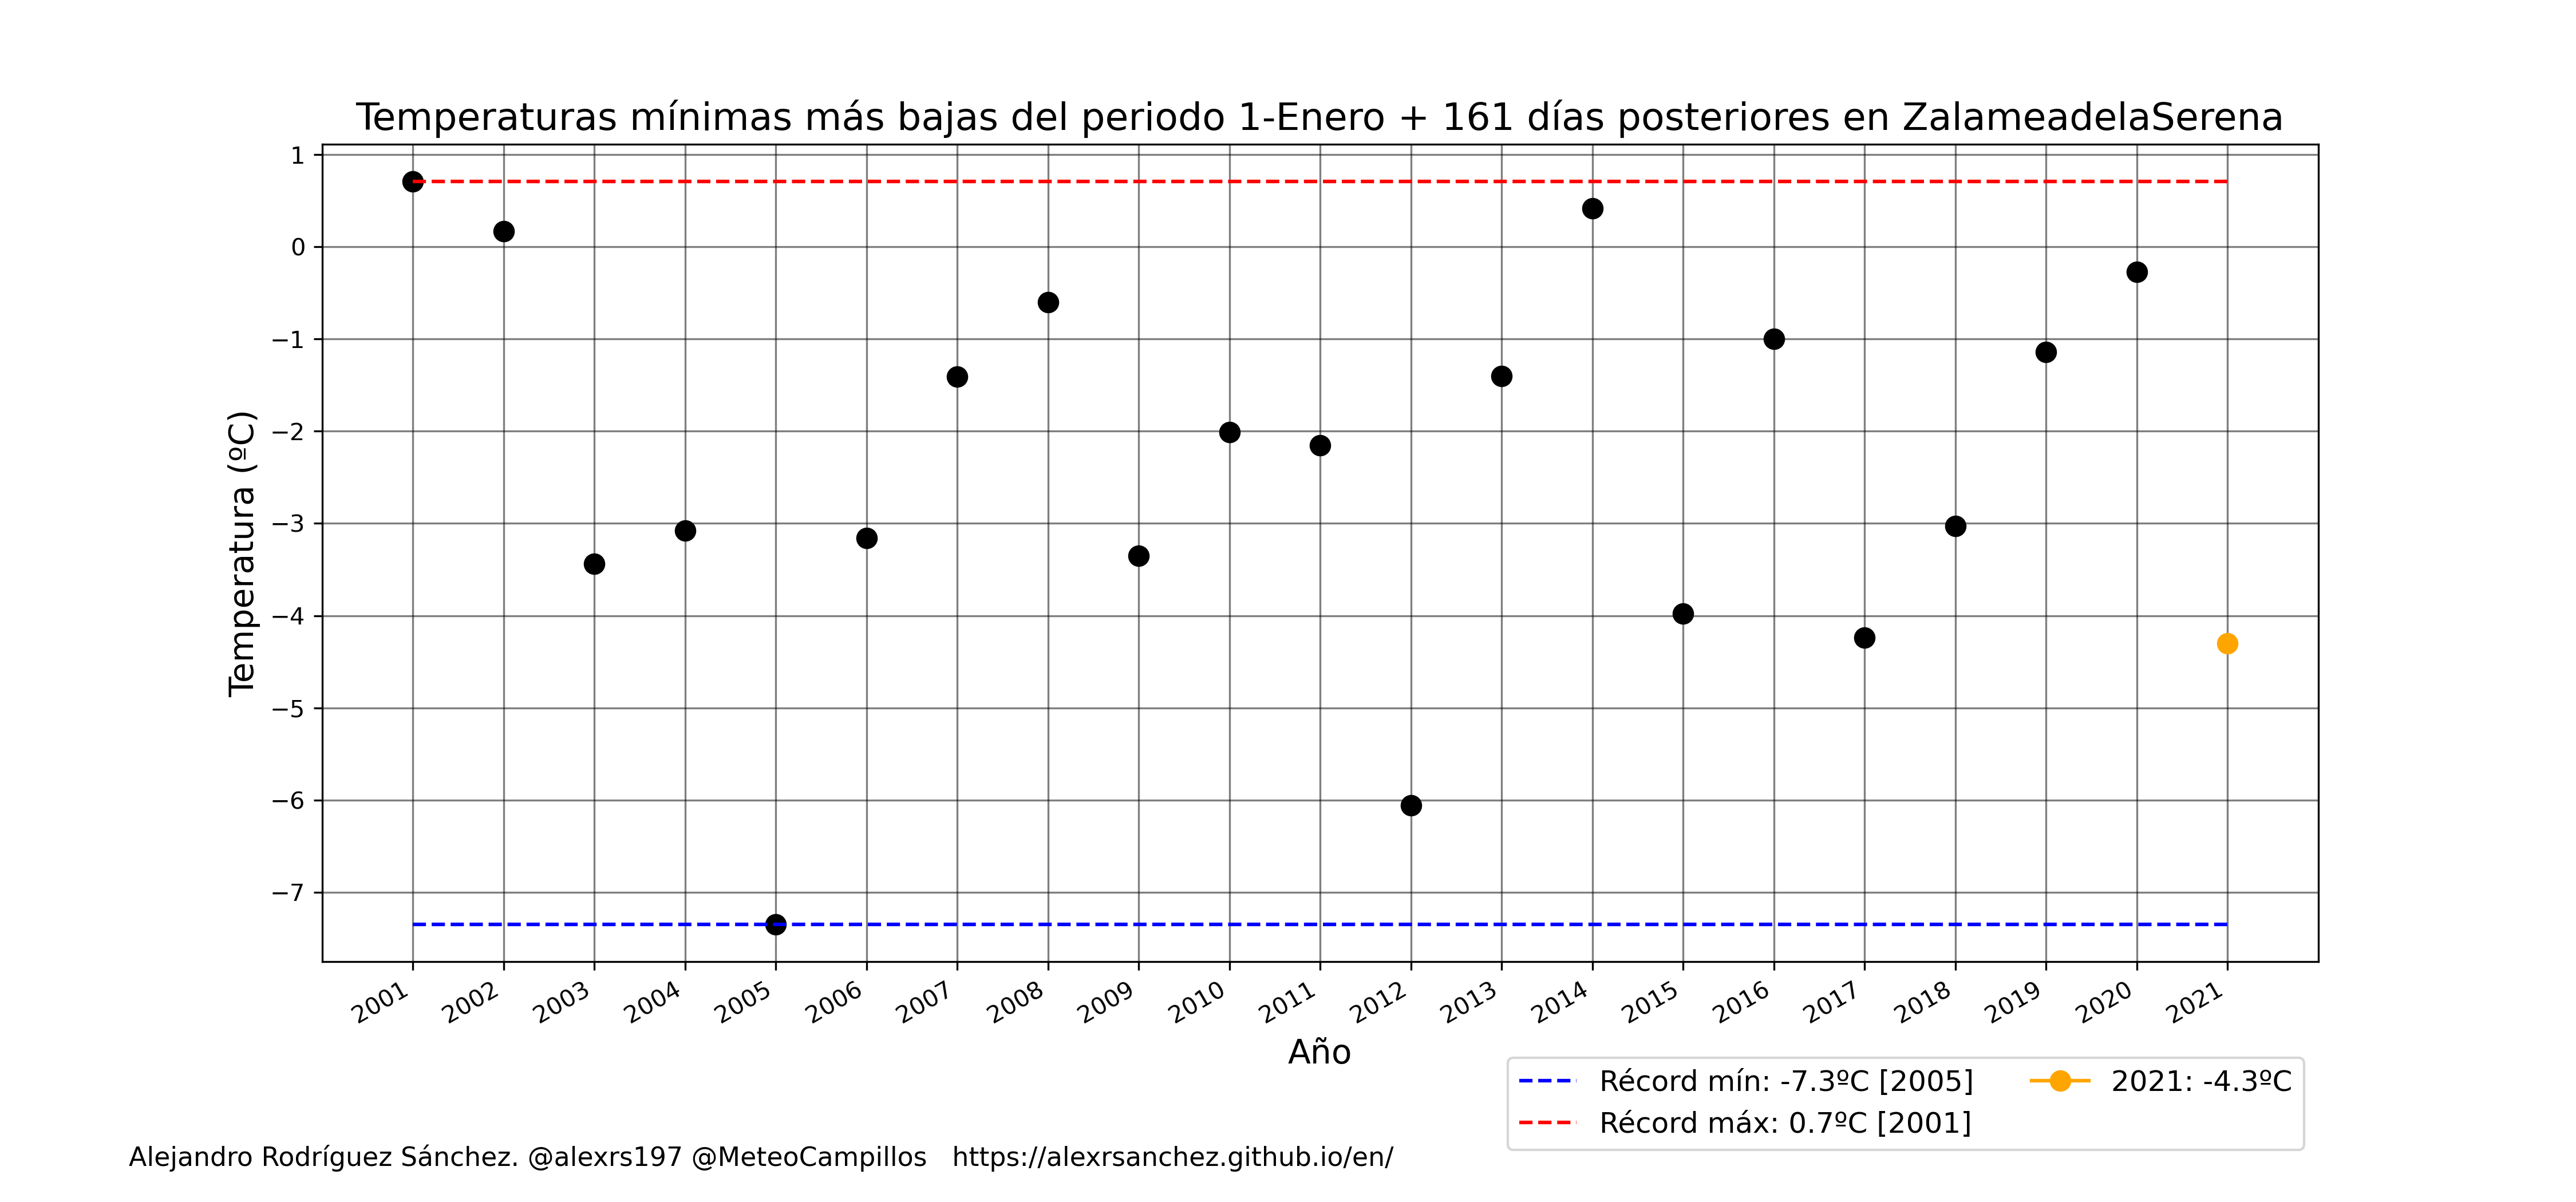 Temperaturas mínimas más bajas del periodo 1-Enero + 161 días posteriores en ZalameadelaSerena
Temperatura (ºC)
1
0
−1
−2
−3
−4
−5
−6
−7
2001 2002 2003 2004 2005 2006 2007 2008 2009 2010 2011 2012 2013 2014 2015 2016 2017 2018 2019 2020 2021
Año
Récord mín: -7.3ºC [2005]
Récord máx: 0.7ºC [2001]
2021: -4.3ºC
Alejandro Rodríguez Sánchez. @alexrs197 @MeteoCampillos https://alexrsanchez.github.io/en/